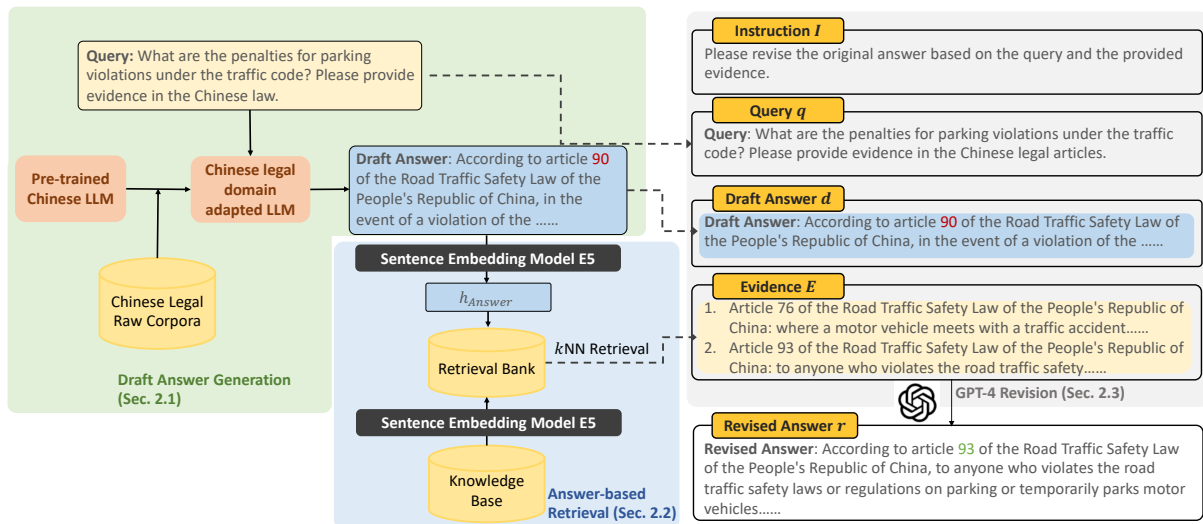 Query: What are the penalties for parking
violations under the traffic code? Please provide
evidence in the Chinese law.
Pre-trained
Chinese LLM
Chinese legal
domain
adapted LLM
Draft Answer: According to article 90
of the Road Traffic Safety Law of the
People's Republic of China, in the
event of a violation of the ......
Chinese Legal
Raw Corpora
Draft Answer Generation
(Sec. 2.1)
Sentence Embedding Model E5
hAnswer
Retrieval Bank
kNN Retrieval
Sentence Embedding Model E5
Knowledge
Base
Answer-based
Retrieval (Sec. 2.2)
Instruction I
Please revise the original answer based on the query and the provided
evidence.
Query q
Query: What are the penalties for parking violations under the traffic
code? Please provide evidence in the Chinese legal articles.
Draft Answer d
Draft Answer: According to article 90 of the Road Traffic Safety Law of
the People's Republic of China, in the event of a violation of the ......
Evidence E
1. Article 76 of the Road Traffic Safety Law of the People's Republic of
China: where a motor vehicle meets with a traffic accident......
2. Article 93 of the Road Traffic Safety Law of the People's Republic of
China: to anyone who violates the road traffic safety......
GPT-4 Revision (Sec. 2.3)
Revised Answer r
Revised Answer: According to article 93 of the Road Traffic Safety Law
of the People's Republic of China, to anyone who violates the road
traffic safety laws or regulations on parking or temporarily parks motor
vehicles......